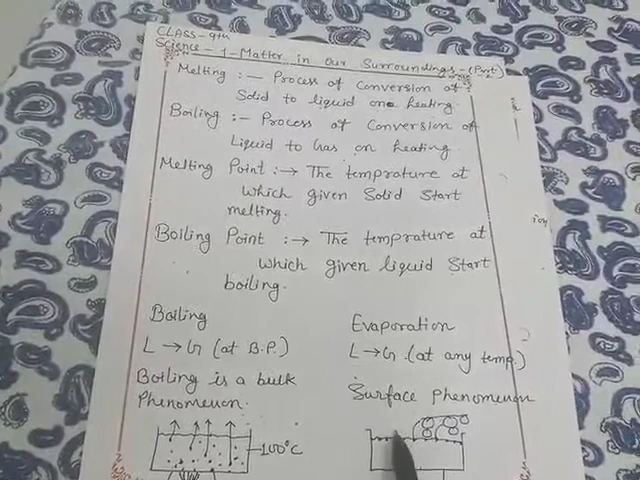 CLASS-9th
Science - 1-Matter in Our Surroundings-(Part)
Melting :— Process of Conversion of
Solid to liquid one heating.
Boiling :— Process of Conversion of
Liquid to Gas on heating.
Melting Point :→ The temprature at
which given Solid Start
melting.
Boiling Point :→ The temprature at
which given liquid Start
boiling.
Boiling
L → G (at B.P.)
Boiling is a bulk
Phenomenon.
100°C
Evaporation
L → G (at any temp.)
Surface Phenomenon